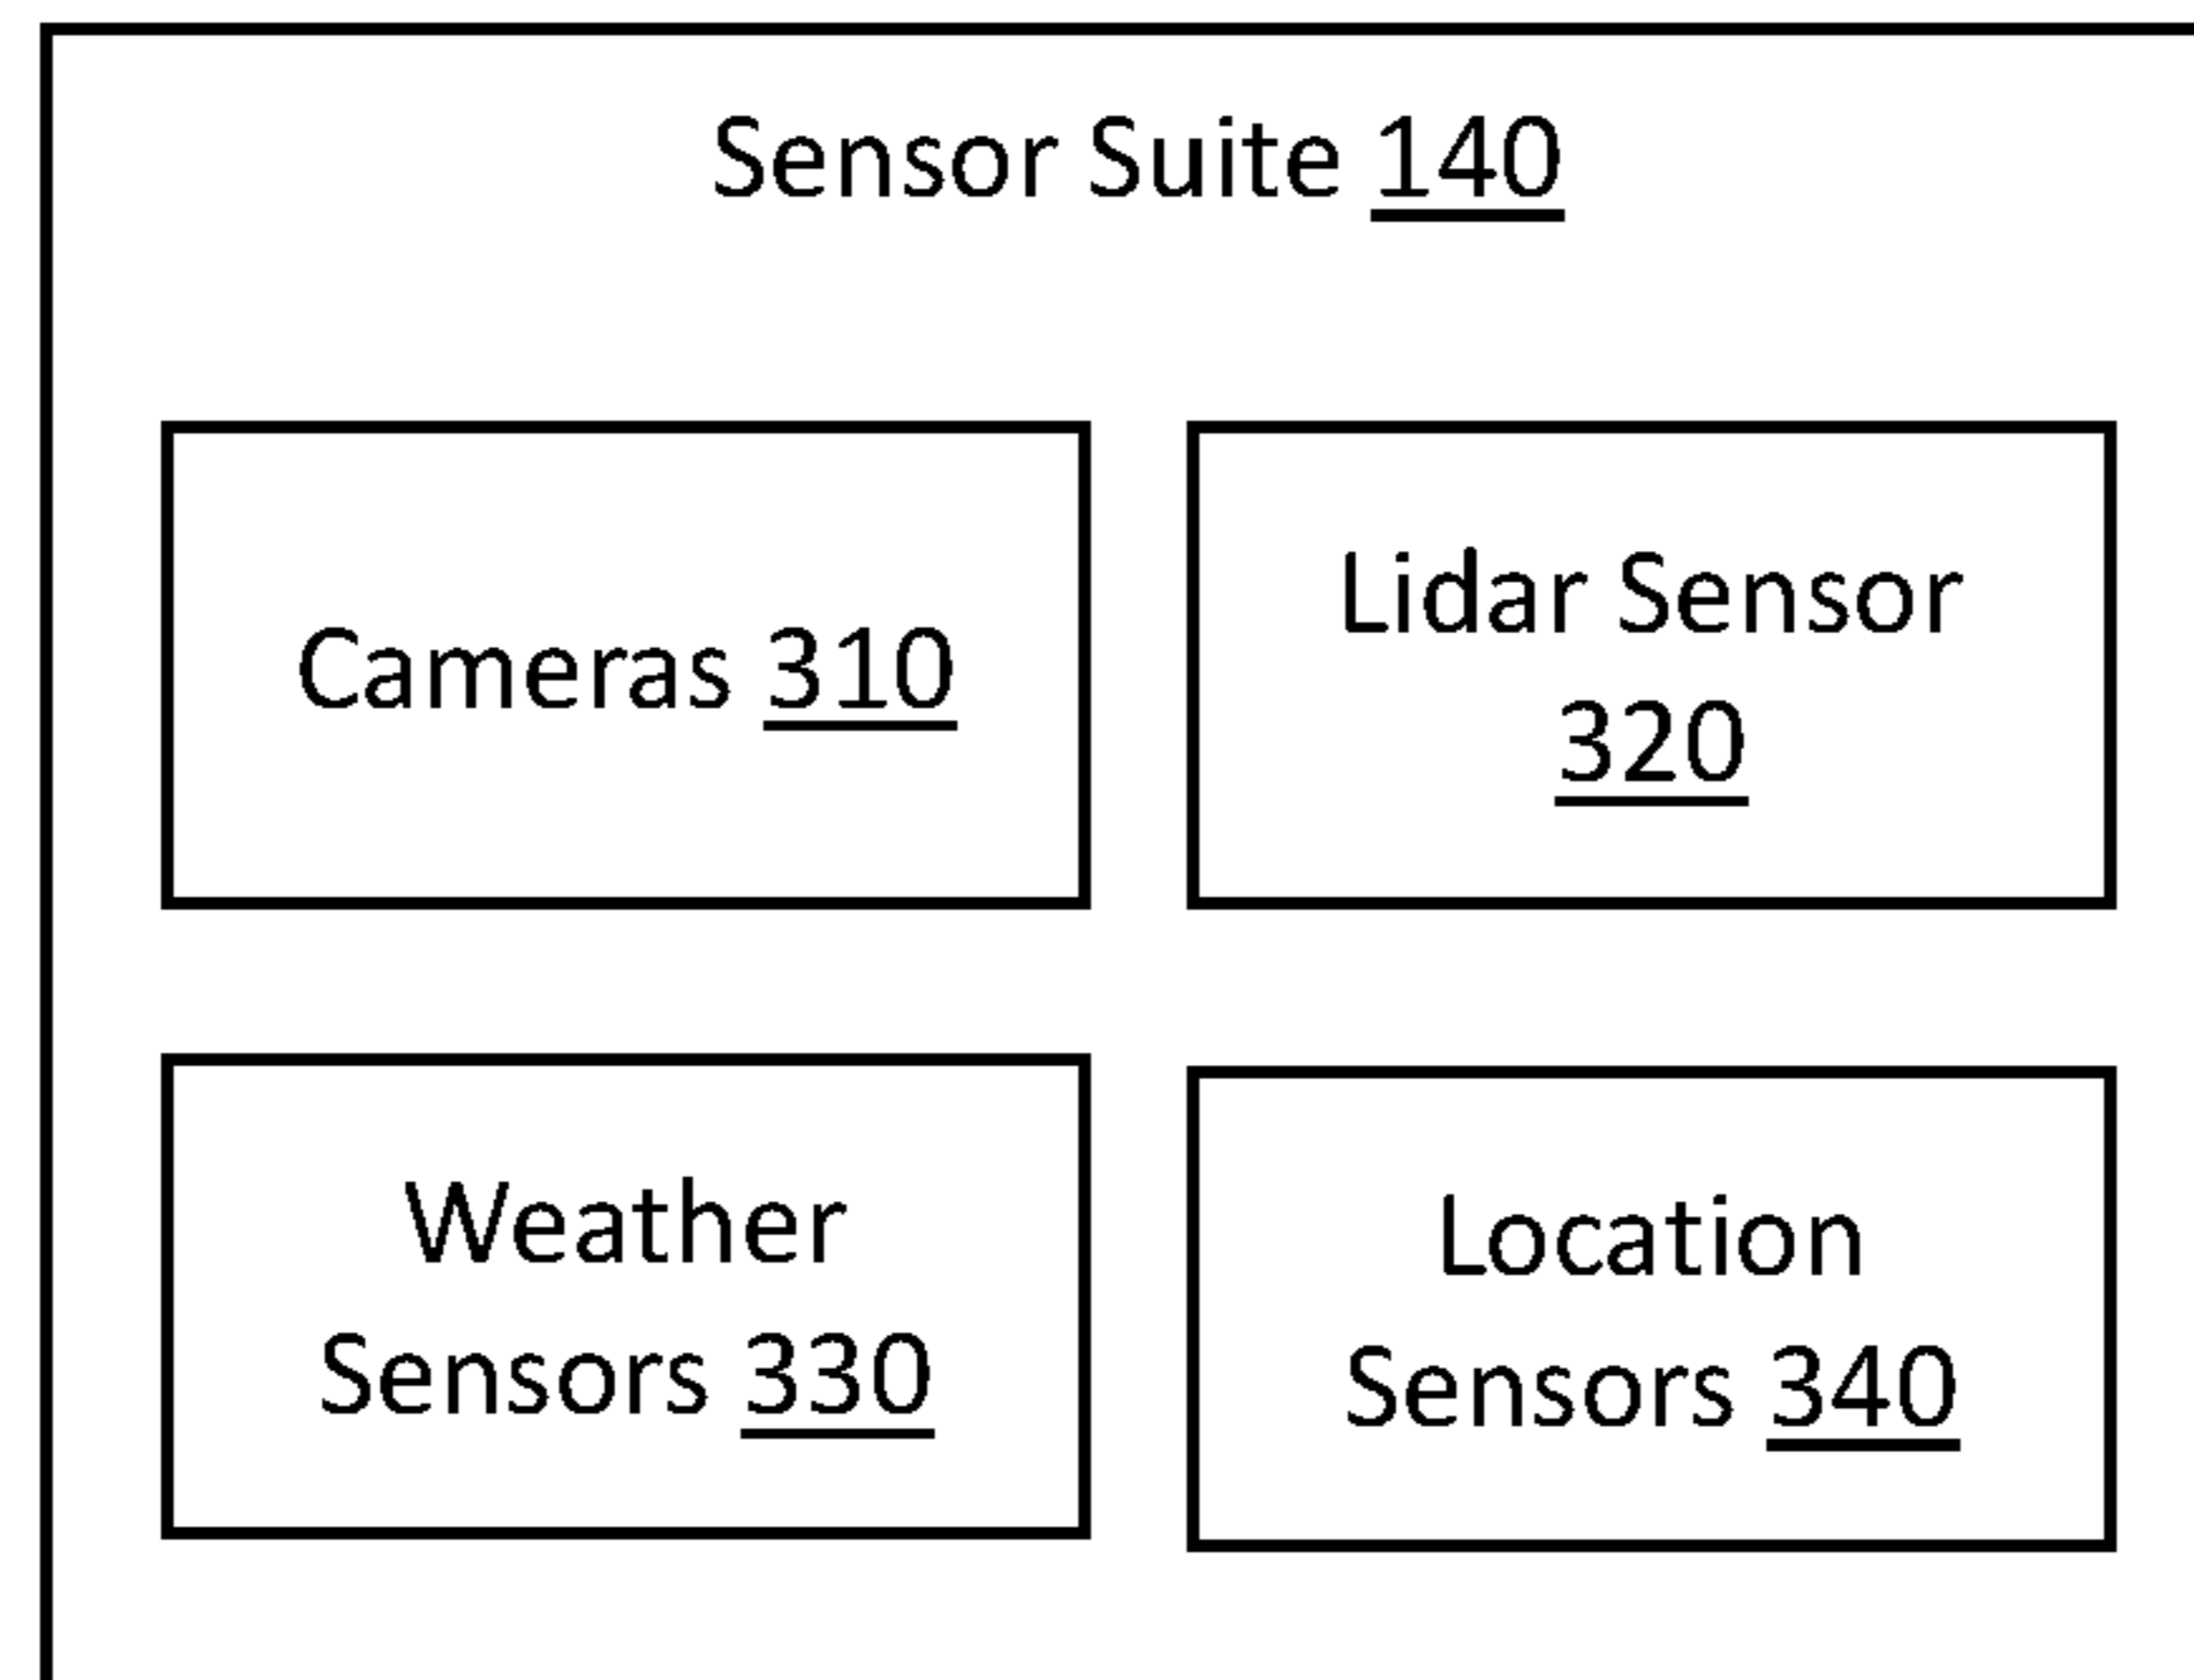 Sensor Suite 140
Cameras 310
Lidar Sensor
320
Weather
Sensors 330
Location
Sensors 340